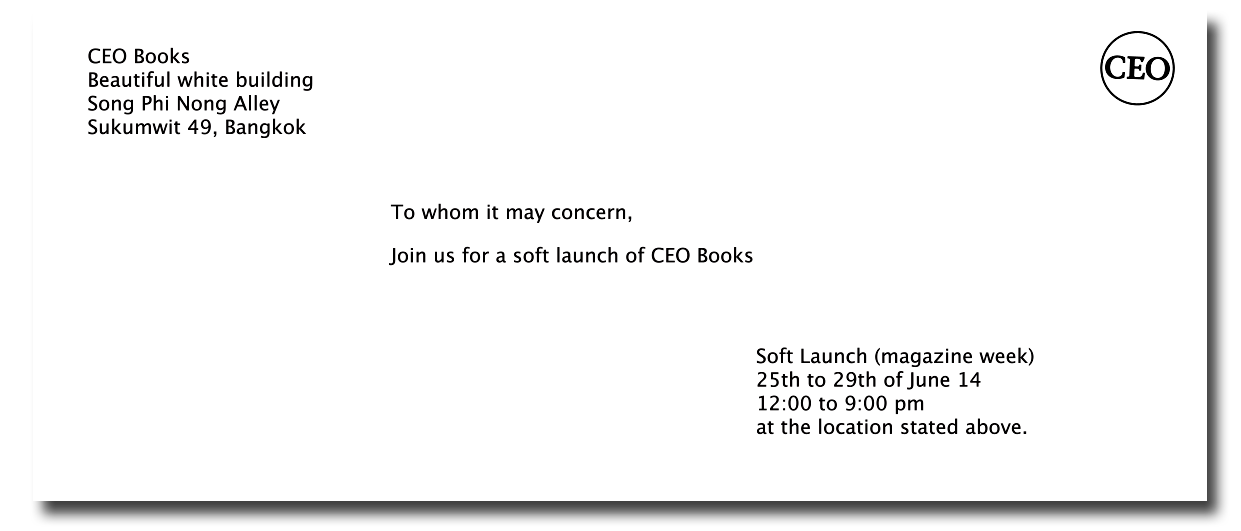 CEO Books
Beautiful white building
Song Phi Nong Alley
Sukumwit 49, Bangkok
CEO
To whom it may concern,
Join us for a soft launch of CEO Books
Soft Launch (magazine week)
25th to 29th of June 14
12:00 to 9:00 pm
at the location stated above.